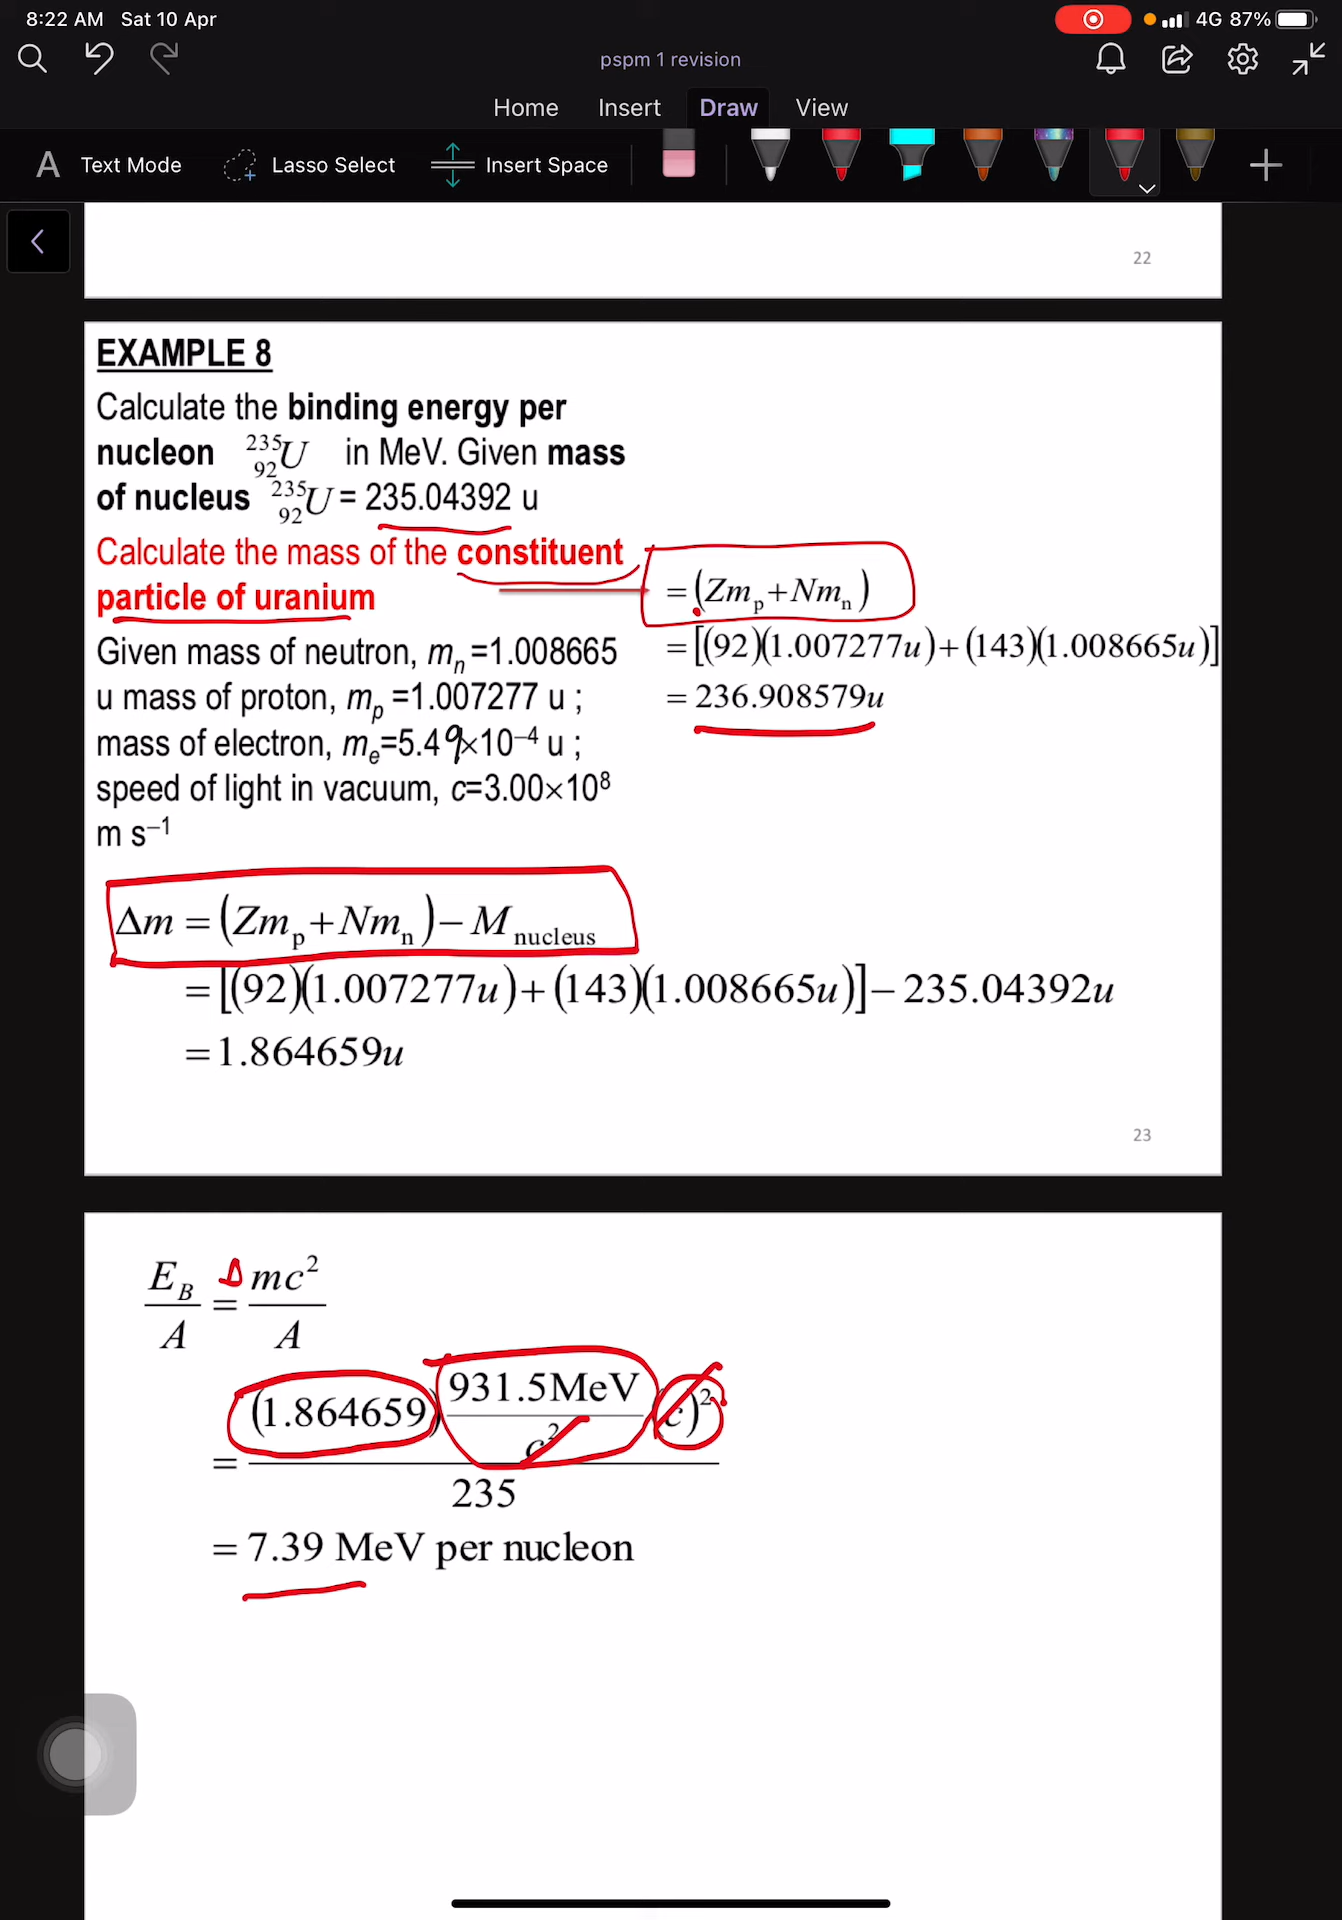 8:22 AM Sat 10 Apr 4G 87%
pspm 1 revision
Home Insert Draw View
A Text Mode Lasso Select Insert Space
22
EXAMPLE 8
Calculate the binding energy per
nucleon ²³⁵₉₂U in MeV. Given mass
of nucleus ²³⁵₉₂U = 235.04392 u
Calculate the mass of the constituent
particle of uranium
= (Zmₚ+Nmₙ)
= [(92)(1.007277u)+(143)(1.008665u)]
= 236.908579u
Given mass of neutron, mₙ=1.008665
u mass of proton, mₚ =1.007277 u ;
mass of electron, mₑ=5.49×10⁻⁴ u ;
speed of light in vacuum, c=3.00×10⁸
m s⁻¹
Δm = (Zmₚ+Nmₙ)− M nucleus
= [(92)(1.007277u)+(143)(1.008665u)]− 235.04392u
= 1.864659u
23
E_B Δ mc²
=
A A
(1.864659) 931.5MeV (c)²
c²
=
235
= 7.39 MeV per nucleon